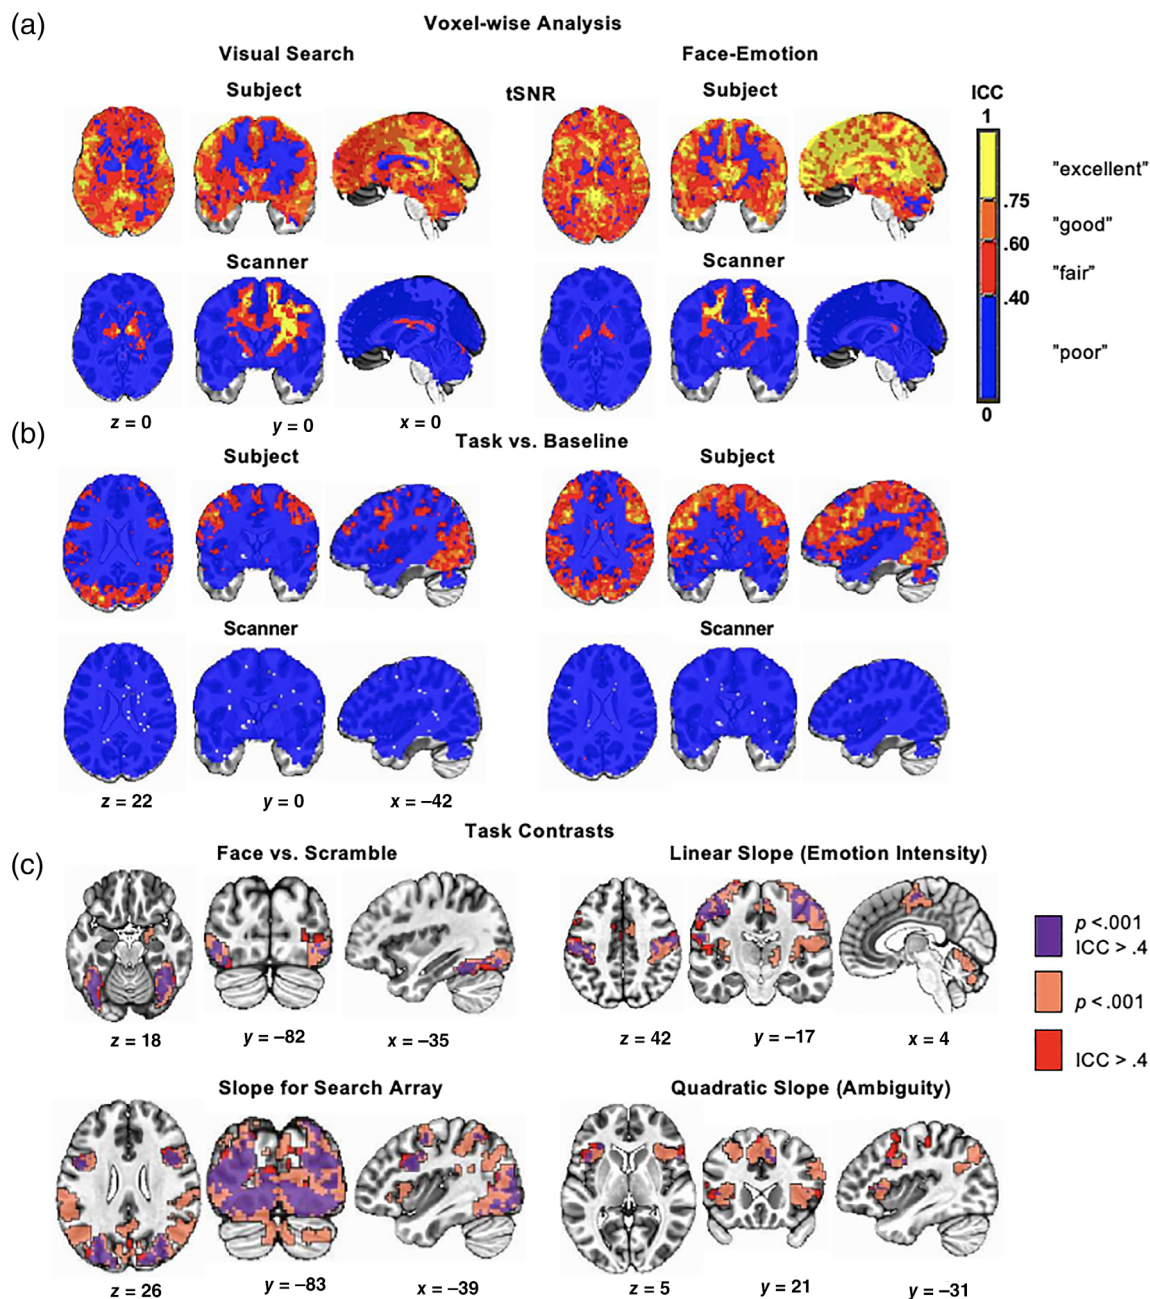 (a)
Voxel-wise Analysis
Visual Search
Face-Emotion
Subject
tSNR
Subject
ICC
1
"excellent"
.75
"good"
.60
"fair"
.40
"poor"
0
Scanner
Scanner
z = 0
y = 0
x = 0
(b)
Task vs. Baseline
Subject
Subject
Scanner
Scanner
z = 22
y = 0
x = –42
Task Contrasts
(c)
Face vs. Scramble
Linear Slope (Emotion Intensity)
p <.001
ICC > .4
p <.001
ICC > .4
z = 18
y = –82
x = –35
z = 42
y = –17
x = 4
Slope for Search Array
Quadratic Slope (Ambiguity)
z = 26
y = –83
x = –39
z = 5
y = 21
y = –31